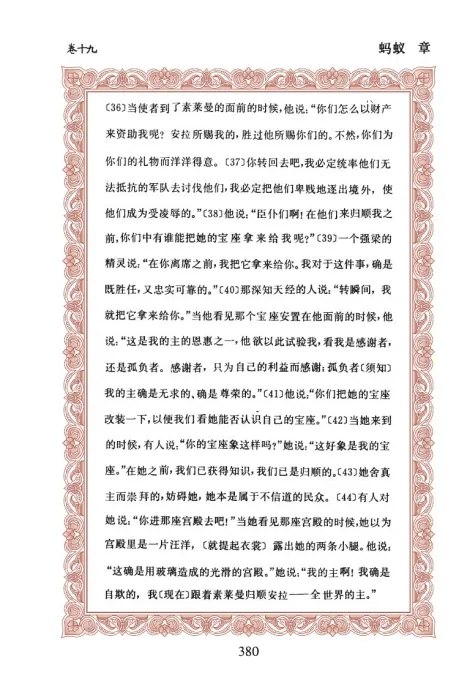 卷十九
蚂蚁 章
〔36〕当使者到了素莱曼的面前的时候,他说:“你们怎么以财产
来资助我呢?安拉所赐我的,胜过他所赐你们的。不然,你们为
你们的礼物而洋洋得意。〔37〕你转回去吧,我必定统率他们无
法抵抗的军队去讨伐他们,我必定把他们卑贱地逐出境外,使
他们成为受凌辱的。”〔38〕他说:“臣仆们啊!在他们来归顺我之
前,你们中有谁能把她的宝座拿来给我呢?”〔39〕一个强梁的
精灵说:“在你离席之前,我把它拿来给你。我对于这件事,确是
既胜任,又忠实可靠的。”〔40〕那深知天经的人说:“转瞬间,我
就把它拿来给你。”当他看见那个宝座安置在他面前的时候,他
说:“这是我的主的恩惠之一,他欲以此试验我,看我是感谢者,
还是孤负者。感谢者,只为自己的利益而感谢;孤负者〔须知〕
我的主确是无求的、确是尊荣的。”〔41〕他说:“你们把她的宝座
改装一下,以便我们看她能否认识自己的宝座。”〔42〕当她来到
的时候,有人说:“你的宝座象这样吗?”她说:“这好象是我的宝
座。”在她之前,我们已获得知识,我们已是归顺的。〔43〕她舍真
主而崇拜的,妨碍她,她本是属于不信道的民众。〔44〕有人对
她说:“你进那座宫殿去吧!”当她看见那座宫殿的时候,她以为
宫殿里是一片汪洋,〔就提起衣裳〕露出她的两条小腿。他说:
“这确是用玻璃造成的光滑的宫殿。”她说:“我的主啊!我确是
自欺的,我〔现在〕跟着素莱曼归顺安拉——全世界的主。”
380